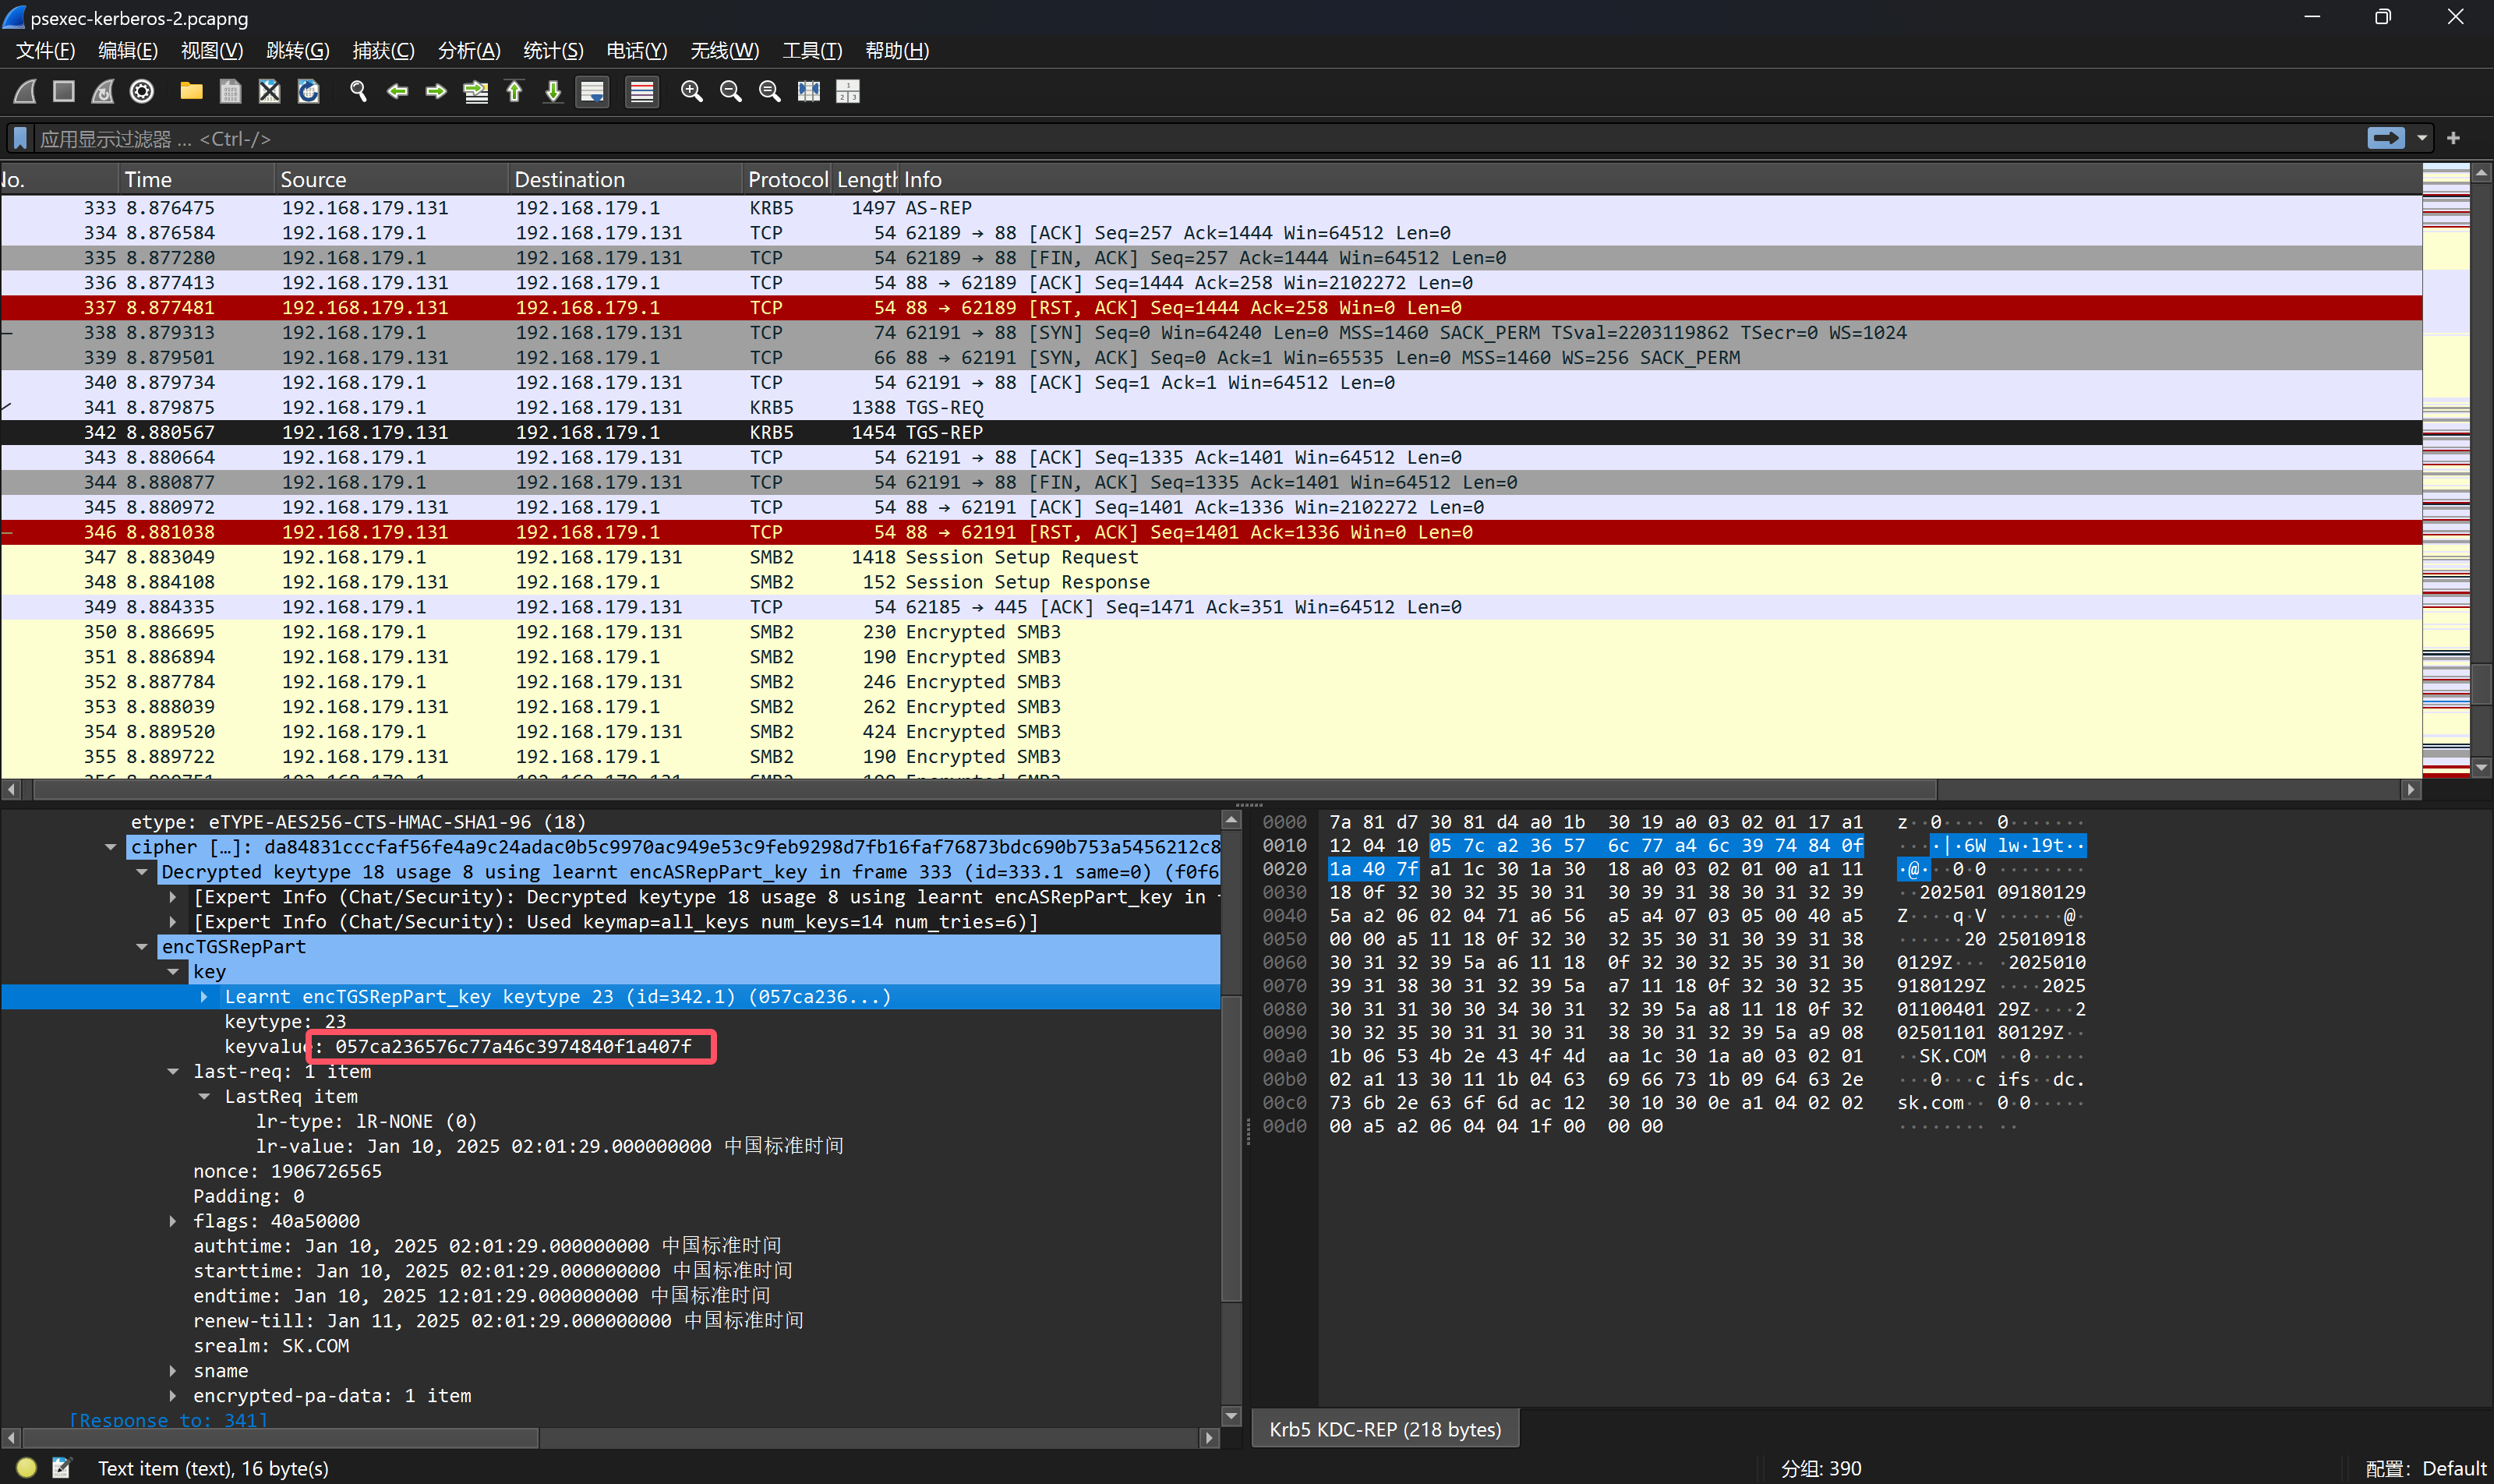 psexec-kerberos-2.pcapng
文件(F) 编辑(E) 视图(V) 跳转(G) 捕获(C) 分析(A) 统计(S) 电话(Y) 无线(W) 工具(T) 帮助(H)
应用显示过滤器 … <Ctrl-/>
No. Time Source Destination Protocol Length Info
333 8.876475 192.168.179.131 192.168.179.1 KRB5 1497 AS-REP
334 8.876584 192.168.179.1 192.168.179.131 TCP 54 62189 → 88 [ACK] Seq=257 Ack=1444 Win=64512 Len=0
335 8.877280 192.168.179.1 192.168.179.131 TCP 54 62189 → 88 [FIN, ACK] Seq=257 Ack=1444 Win=64512 Len=0
336 8.877413 192.168.179.131 192.168.179.1 TCP 54 88 → 62189 [ACK] Seq=1444 Ack=258 Win=2102272 Len=0
337 8.877481 192.168.179.131 192.168.179.1 TCP 54 88 → 62189 [RST, ACK] Seq=1444 Ack=258 Win=0 Len=0
338 8.879313 192.168.179.1 192.168.179.131 TCP 74 62191 → 88 [SYN] Seq=0 Win=64240 Len=0 MSS=1460 SACK_PERM TSval=2203119862 TSecr=0 WS=1024
339 8.879501 192.168.179.131 192.168.179.1 TCP 66 88 → 62191 [SYN, ACK] Seq=0 Ack=1 Win=65535 Len=0 MSS=1460 WS=256 SACK_PERM
340 8.879734 192.168.179.1 192.168.179.131 TCP 54 62191 → 88 [ACK] Seq=1 Ack=1 Win=64512 Len=0
341 8.879875 192.168.179.1 192.168.179.131 KRB5 1388 TGS-REQ
342 8.880567 192.168.179.131 192.168.179.1 KRB5 1454 TGS-REP
343 8.880664 192.168.179.1 192.168.179.131 TCP 54 62191 → 88 [ACK] Seq=1335 Ack=1401 Win=64512 Len=0
344 8.880877 192.168.179.1 192.168.179.131 TCP 54 62191 → 88 [FIN, ACK] Seq=1335 Ack=1401 Win=64512 Len=0
345 8.880972 192.168.179.131 192.168.179.1 TCP 54 88 → 62191 [ACK] Seq=1401 Ack=1336 Win=2102272 Len=0
346 8.881038 192.168.179.131 192.168.179.1 TCP 54 88 → 62191 [RST, ACK] Seq=1401 Ack=1336 Win=0 Len=0
347 8.883049 192.168.179.1 192.168.179.131 SMB2 1418 Session Setup Request
348 8.884108 192.168.179.131 192.168.179.1 SMB2 152 Session Setup Response
349 8.884335 192.168.179.1 192.168.179.131 TCP 54 62185 → 445 [ACK] Seq=1471 Ack=351 Win=64512 Len=0
350 8.886695 192.168.179.1 192.168.179.131 SMB2 230 Encrypted SMB3
351 8.886894 192.168.179.131 192.168.179.1 SMB2 190 Encrypted SMB3
352 8.887784 192.168.179.1 192.168.179.131 SMB2 246 Encrypted SMB3
353 8.888039 192.168.179.131 192.168.179.1 SMB2 262 Encrypted SMB3
354 8.889520 192.168.179.1 192.168.179.131 SMB2 424 Encrypted SMB3
355 8.889722 192.168.179.131 192.168.179.1 SMB2 190 Encrypted SMB3
etype: eTYPE-AES256-CTS-HMAC-SHA1-96 (18)
cipher […]: da84831cccfaf56fe4a9c24adac0b5c9970ac949e53c9feb9298d7fb16faf76873bdc690b753a5456212c8
Decrypted keytype 18 usage 8 using learnt encASRepPart_key in frame 333 (id=333.1 same=0) (f0f6
[Expert Info (Chat/Security): Decrypted keytype 18 usage 8 using learnt encASRepPart_key in
[Expert Info (Chat/Security): Used keymap=all_keys num_keys=14 num_tries=6)]
encTGSRepPart
key
Learnt encTGSRepPart_key keytype 23 (id=342.1) (057ca236...)
keytype: 23
keyvalue: 057ca236576c77a46c3974840f1a407f
last-req: 1 item
LastReq item
lr-type: lR-NONE (0)
lr-value: Jan 10, 2025 02:01:29.000000000 中国标准时间
nonce: 1906726565
Padding: 0
flags: 40a50000
authtime: Jan 10, 2025 02:01:29.000000000 中国标准时间
starttime: Jan 10, 2025 02:01:29.000000000 中国标准时间
endtime: Jan 10, 2025 12:01:29.000000000 中国标准时间
renew-till: Jan 11, 2025 02:01:29.000000000 中国标准时间
srealm: SK.COM
sname
encrypted-pa-data: 1 item
[Response to: 341]
0000 7a 81 d7 30 81 d4 a0 1b 30 19 a0 03 02 01 17 a1 z··0···· 0·······
0010 12 04 10 05 7c a2 36 57 6c 77 a4 6c 39 74 84 0f ····|·6W lw·l9t··
0020 1a 40 7f a1 1c 30 1a 30 18 a0 03 02 01 00 a1 11 ·@···0·0 ········
0030 18 0f 32 30 32 35 30 31 30 39 31 38 30 31 32 39 ··202501 09180129
0040 5a a2 06 02 04 71 a6 56 a5 a4 07 03 05 00 40 a5 Z····q·V ······@·
0050 00 00 a5 11 18 0f 32 30 32 35 30 31 30 39 31 38 ······20 25010918
0060 30 31 32 39 5a a6 11 18 0f 32 30 32 35 30 31 30 0129Z··· ·2025010
0070 39 31 38 30 31 32 39 5a a7 11 18 0f 32 30 32 35 9180129Z ····2025
0080 30 31 31 30 30 34 30 31 32 39 5a a8 11 18 0f 32 01100401 29Z····2
0090 30 32 35 30 31 31 30 31 38 30 31 32 39 5a a9 08 02501101 80129Z··
00a0 1b 06 53 4b 2e 43 4f 4d aa 1c 30 1a a0 03 02 01 ··SK.COM ··0·····
00b0 02 a1 13 30 11 1b 04 63 69 66 73 1b 09 64 63 2e ···0···c ifs··dc.
00c0 73 6b 2e 63 6f 6d ac 12 30 10 30 0e a1 04 02 02 sk.com·· 0·0·····
00d0 00 a5 a2 06 04 04 1f 00 00 00 ········ ··
Krb5 KDC-REP (218 bytes)
Text item (text), 16 byte(s) 分组: 390 配置: Default